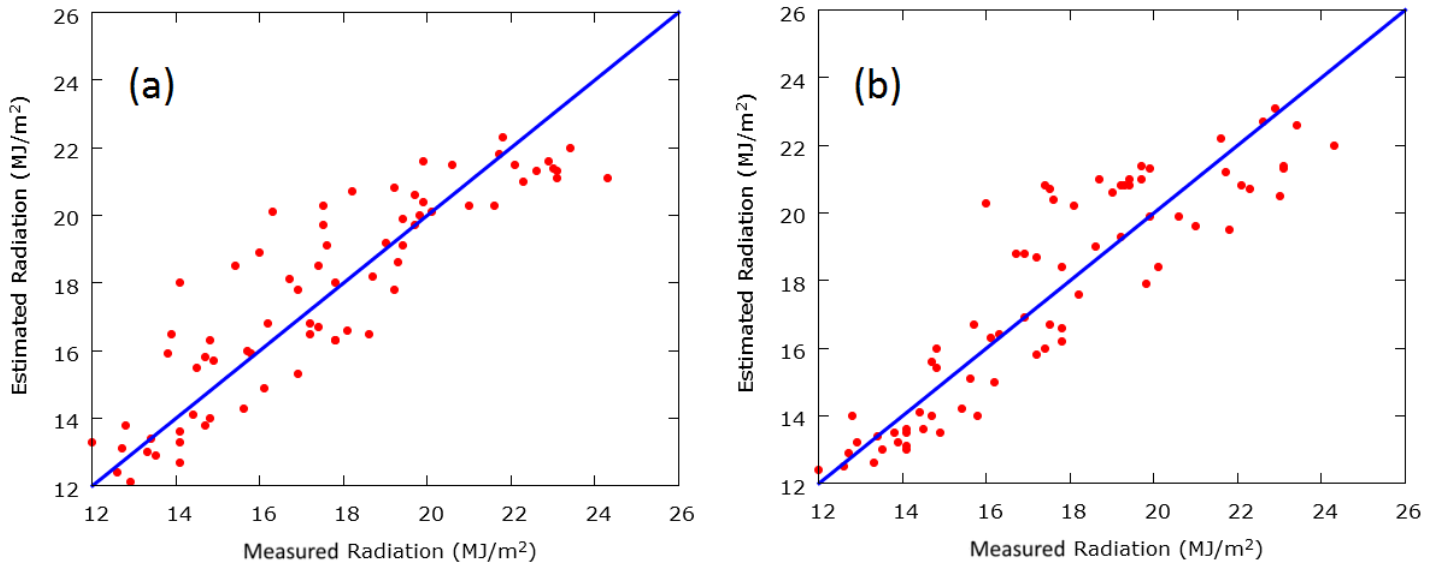 (a)
Estimated Radiation (MJ/m²)
26
24
22
20
18
16
14
12
12 14 16 18 20 22 24 26
Measured Radiation (MJ/m²)
(b)
Estimated Radiation (MJ/m²)
26
24
22
20
18
16
14
12
12 14 16 18 20 22 24 26
Measured Radiation (MJ/m²)